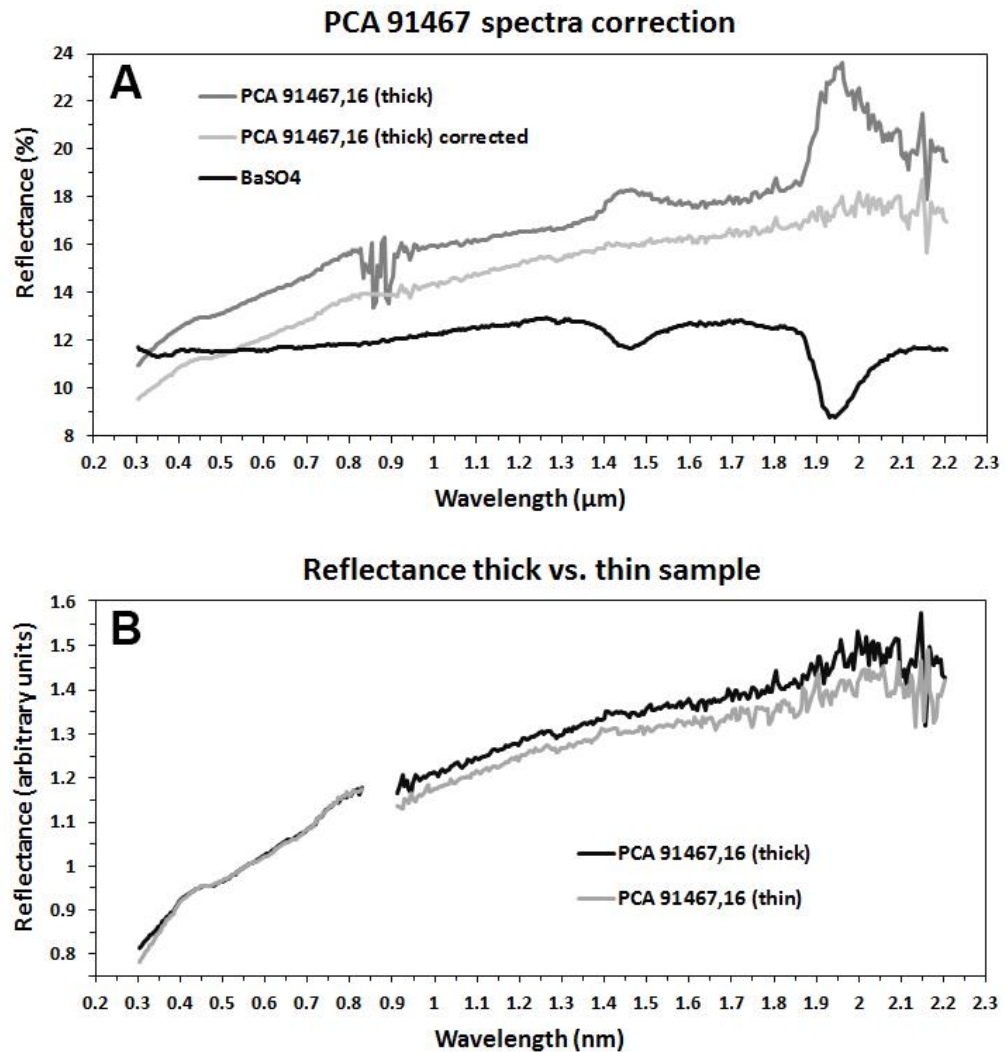 PCA 91467 spectra correction
A
PCA 91467,16 (thick)
PCA 91467,16 (thick) corrected
BaSO4
Reflectance (%)
24
22
20
18
16
14
12
10
8
0.2 0.3 0.4 0.5 0.6 0.7 0.8 0.9 1 1.1 1.2 1.3 1.4 1.5 1.6 1.7 1.8 1.9 2 2.1 2.2 2.3
Wavelength (µm)
Reflectance thick vs. thin sample
B
Reflectance (arbitrary units)
1.6
1.5
1.4
1.3
1.2
1.1
1
0.9
0.8
PCA 91467,16 (thick)
PCA 91467,16 (thin)
0.2 0.3 0.4 0.5 0.6 0.7 0.8 0.9 1 1.1 1.2 1.3 1.4 1.5 1.6 1.7 1.8 1.9 2 2.1 2.2 2.3
Wavelength (nm)